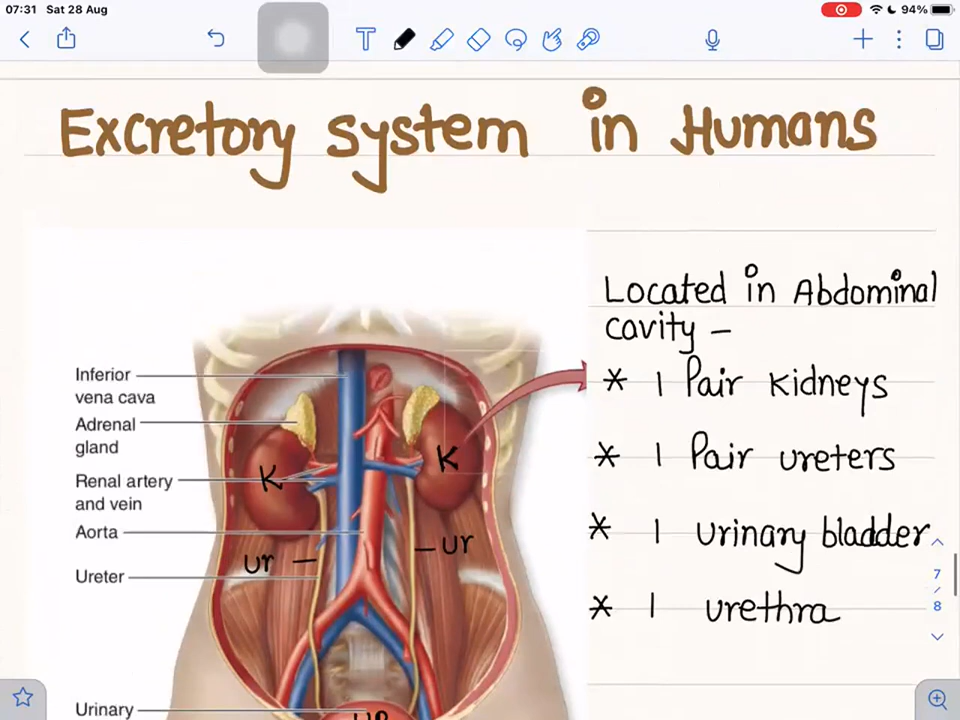 07:31 Sat 28 Aug
94%
T
Excretory system in Humans
Located in Abdominal
cavity -
* 1 Pair kidneys
* 1 Pair ureters
* 1 urinary bladder
* 1 urethra
Inferior
vena cava
Adrenal
gland
Renal artery
and vein
Aorta
Ureter
Urinary
K
K
ur
ur
UB
7
/
8